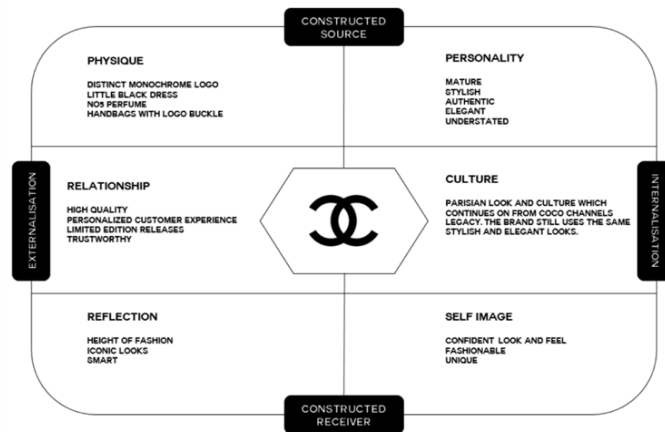 CONSTRUCTED
SOURCE
PHYSIQUE
DISTINCT MONOCHROME LOGO
LITTLE BLACK DRESS
NO5 PERFUME
HANDBAGS WITH LOGO BUCKLE
PERSONALITY
MATURE
STYLISH
AUTHENTIC
ELEGANT
UNDERSTATED
EXTERNALISATION
RELATIONSHIP
HIGH QUALITY
PERSONALIZED CUSTOMER EXPERIENCE
LIMITED EDITION RELEASES
TRUSTWORTHY
CULTURE
PARISIAN LOOK AND CULTURE WHICH
CONTINUES ON FROM COCO CHANELS
LEGACY. THE BRAND STILL USES THE SAME
STYLISH AND ELEGANT LOOKS.
INTERNALISATION
REFLECTION
HEIGHT OF FASHION
ICONIC LOOKS
SMART
SELF IMAGE
CONFIDENT LOOK AND FEEL
FASHIONABLE
UNIQUE
CONSTRUCTED
RECEIVER